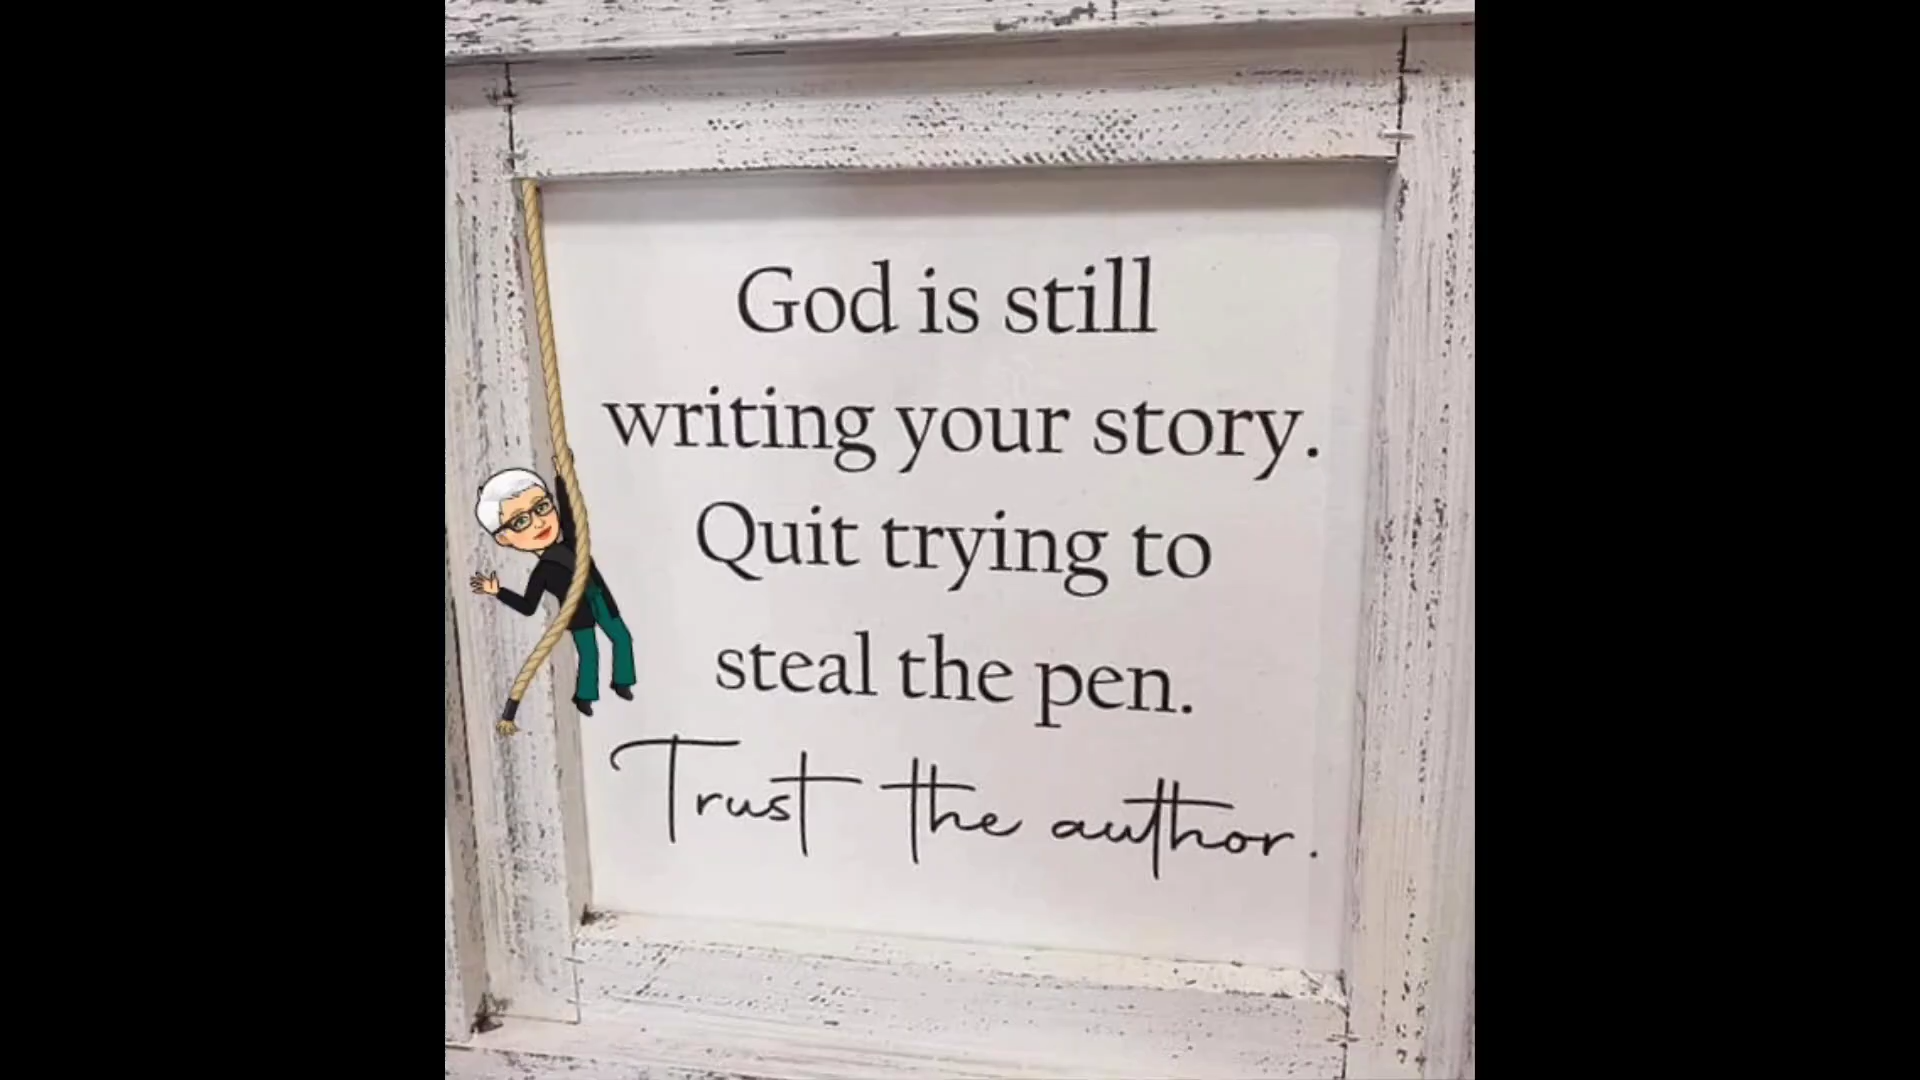 God is still
writing your story.
Quit trying to
steal the pen.
Trust the author.